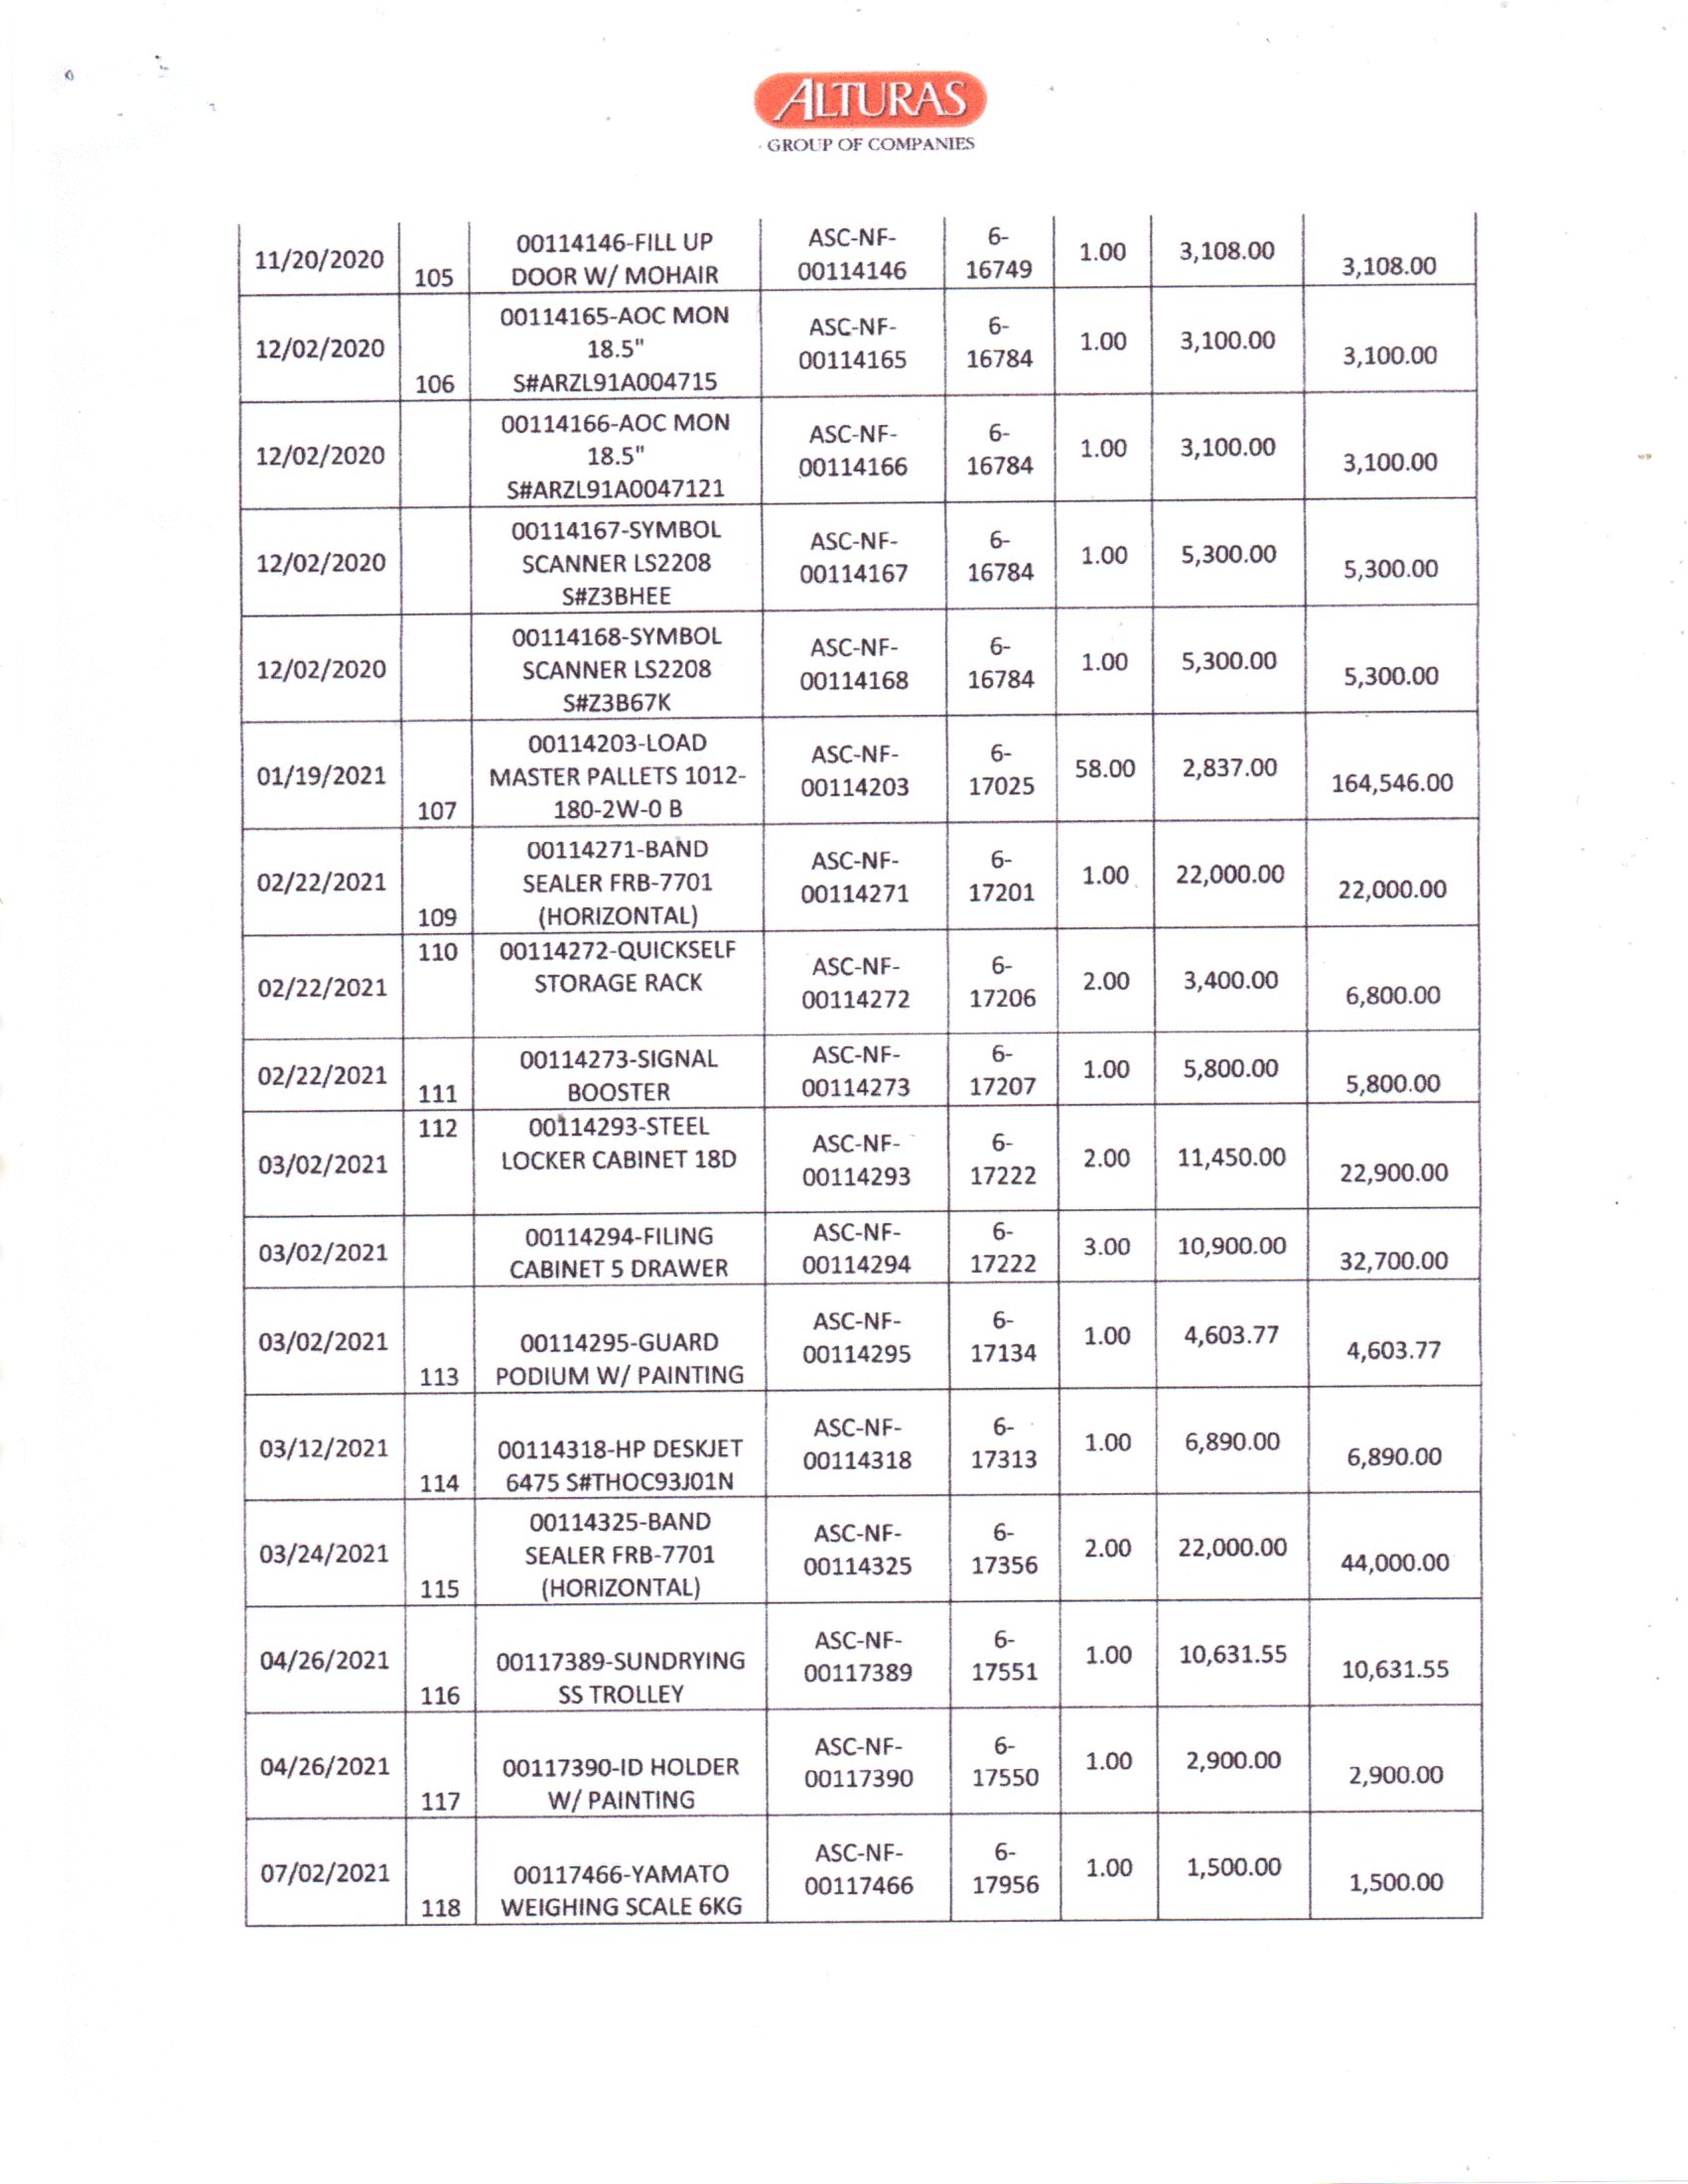 ALTURAS
GROUP OF COMPANIES
11/20/2020 105 00114146-FILL UP DOOR W/ MOHAIR ASC-NF-00114146 6-16749 1.00 3,108.00 3,108.00
12/02/2020 106 00114165-AOC MON 18.5" S#ARZL91A004715 ASC-NF-00114165 6-16784 1.00 3,100.00 3,100.00
12/02/2020 00114166-AOC MON 18.5" S#ARZL91A0047121 ASC-NF-00114166 6-16784 1.00 3,100.00 3,100.00
12/02/2020 00114167-SYMBOL SCANNER LS2208 S#Z3BHEE ASC-NF-00114167 6-16784 1.00 5,300.00 5,300.00
12/02/2020 00114168-SYMBOL SCANNER LS2208 S#Z3B67K ASC-NF-00114168 6-16784 1.00 5,300.00 5,300.00
01/19/2021 107 00114203-LOAD MASTER PALLETS 1012-180-2W-0 B ASC-NF-00114203 6-17025 58.00 2,837.00 164,546.00
02/22/2021 109 00114271-BAND SEALER FRB-7701 (HORIZONTAL) ASC-NF-00114271 6-17201 1.00 22,000.00 22,000.00
02/22/2021 110 00114272-QUICKSELF STORAGE RACK ASC-NF-00114272 6-17206 2.00 3,400.00 6,800.00
02/22/2021 111 00114273-SIGNAL BOOSTER ASC-NF-00114273 6-17207 1.00 5,800.00 5,800.00
03/02/2021 112 00114293-STEEL LOCKER CABINET 18D ASC-NF-00114293 6-17222 2.00 11,450.00 22,900.00
03/02/2021 00114294-FILING CABINET 5 DRAWER ASC-NF-00114294 6-17222 3.00 10,900.00 32,700.00
03/02/2021 113 00114295-GUARD PODIUM W/ PAINTING ASC-NF-00114295 6-17134 1.00 4,603.77 4,603.77
03/12/2021 114 00114318-HP DESKJET 6475 S#THOC93J01N ASC-NF-00114318 6-17313 1.00 6,890.00 6,890.00
03/24/2021 115 00114325-BAND SEALER FRB-7701 (HORIZONTAL) ASC-NF-00114325 6-17356 2.00 22,000.00 44,000.00
04/26/2021 116 00117389-SUNDRYING SS TROLLEY ASC-NF-00117389 6-17551 1.00 10,631.55 10,631.55
04/26/2021 117 00117390-ID HOLDER W/ PAINTING ASC-NF-00117390 6-17550 1.00 2,900.00 2,900.00
07/02/2021 118 00117466-YAMATO WEIGHING SCALE 6KG ASC-NF-00117466 6-17956 1.00 1,500.00 1,500.00